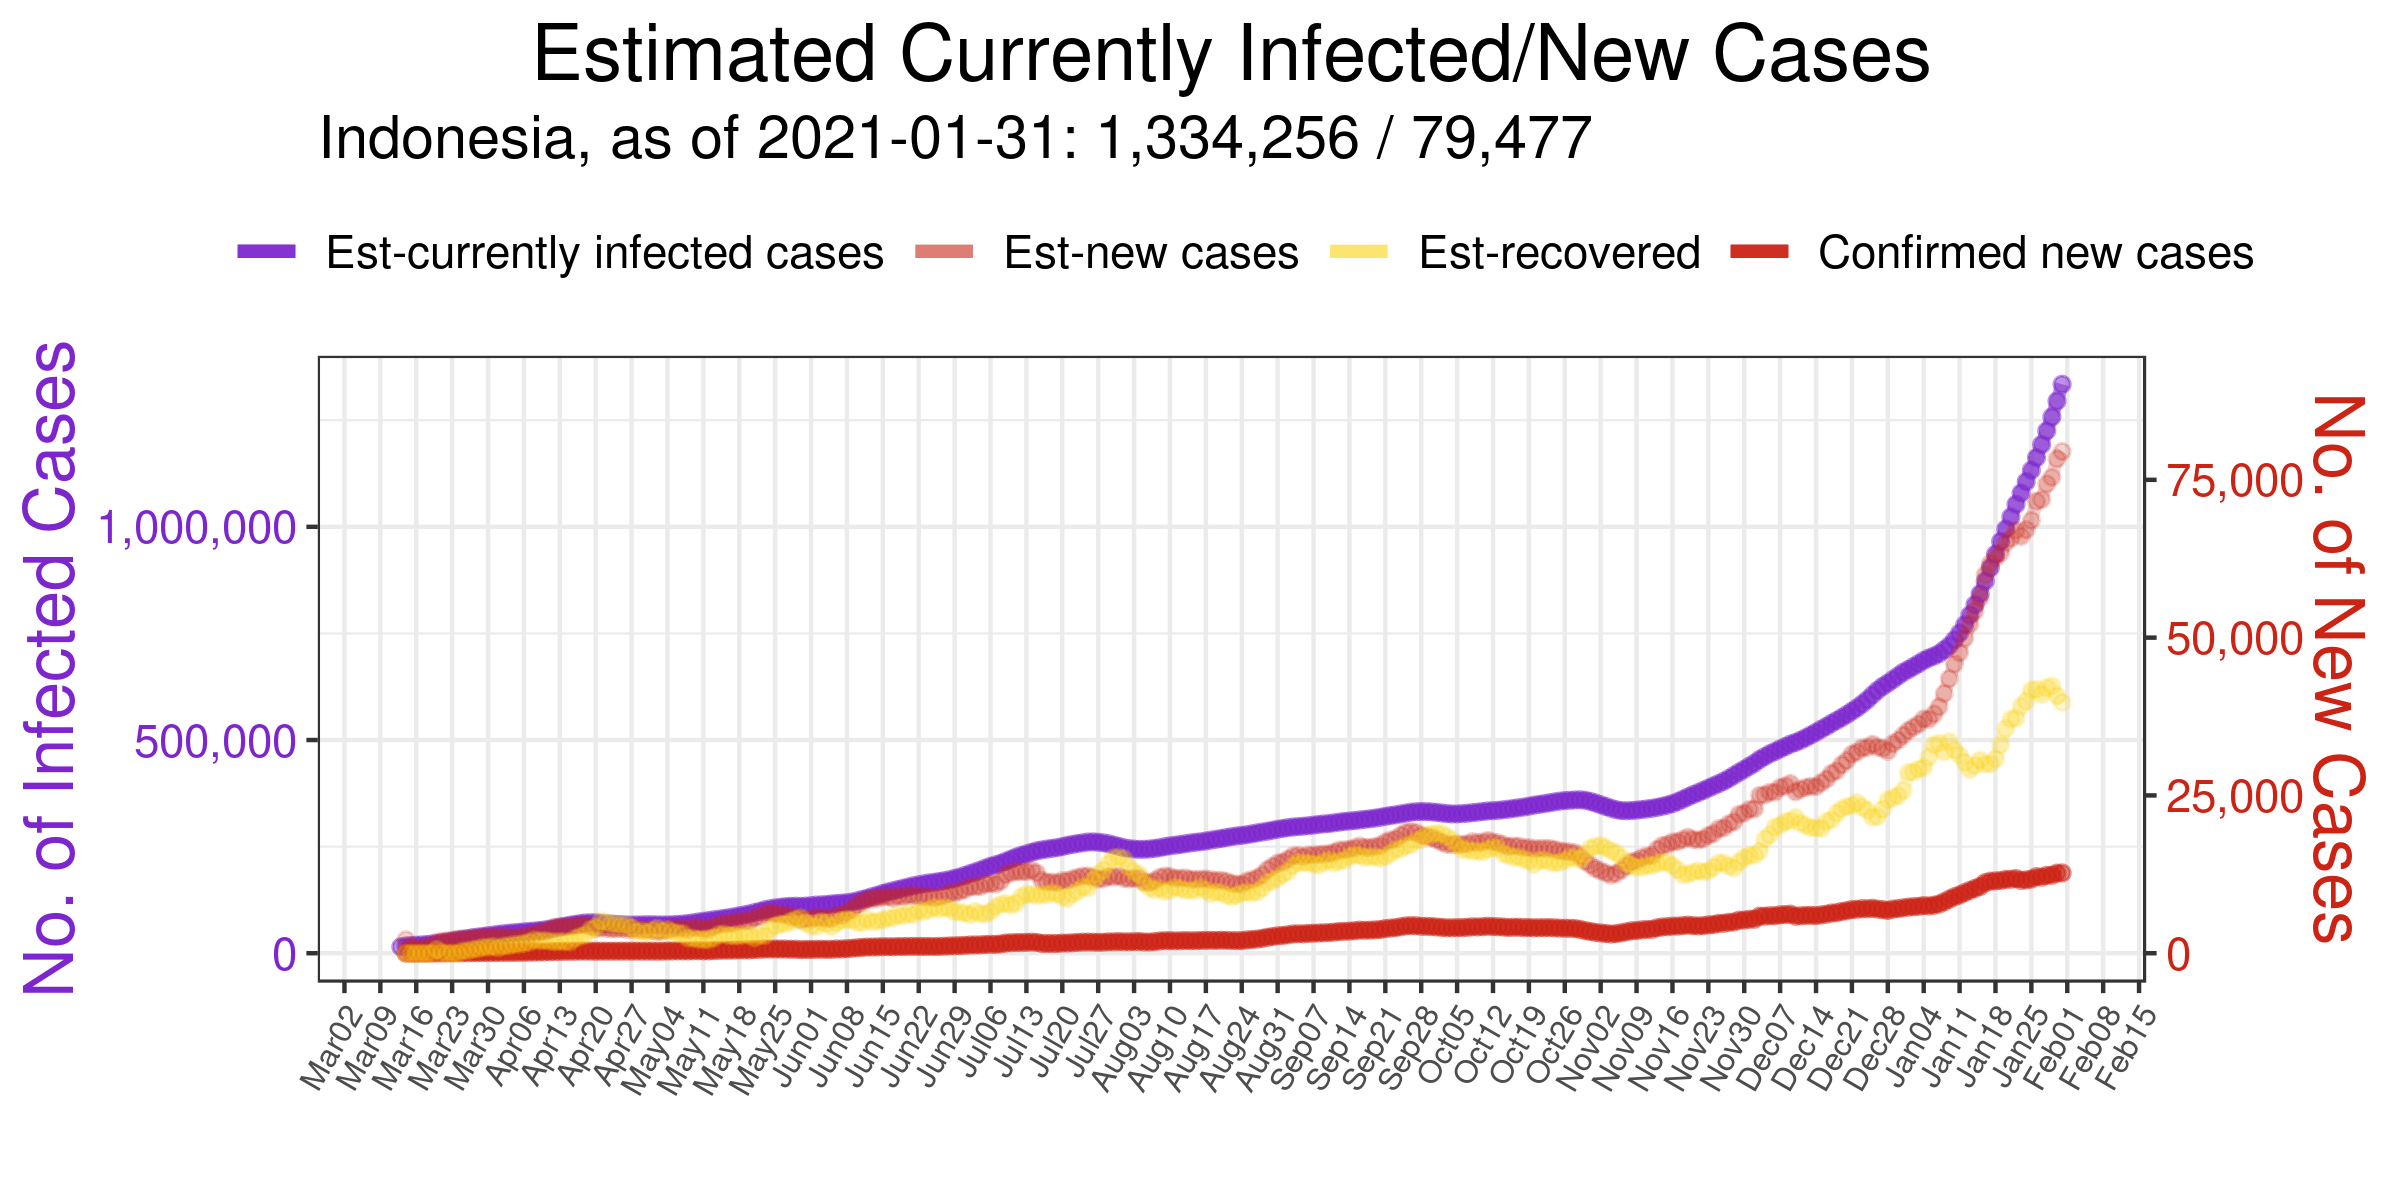 Estimated Currently Infected/New Cases
Indonesia, as of 2021-01-31: 1,334,256 / 79,477
Est-currently infected cases Est-new cases Est-recovered Confirmed new cases
No. of Infected Cases
1,000,000
500,000
0
75,000
50,000
25,000
0
No. of New Cases
Mar02 Mar09 Mar16 Mar23 Mar30 Apr06 Apr13 Apr20 Apr27 May04 May11 May18 May25 Jun01 Jun08 Jun15 Jun22 Jun29 Jul06 Jul13 Jul20 Jul27 Aug03 Aug10 Aug17 Aug24 Aug31 Sep07 Sep14 Sep21 Sep28 Oct05 Oct12 Oct19 Oct26 Nov02 Nov09 Nov16 Nov23 Nov30 Dec07 Dec14 Dec21 Dec28 Dec28 Jan04 Jan11 Jan18 Jan25 Feb01 Feb08 Feb15